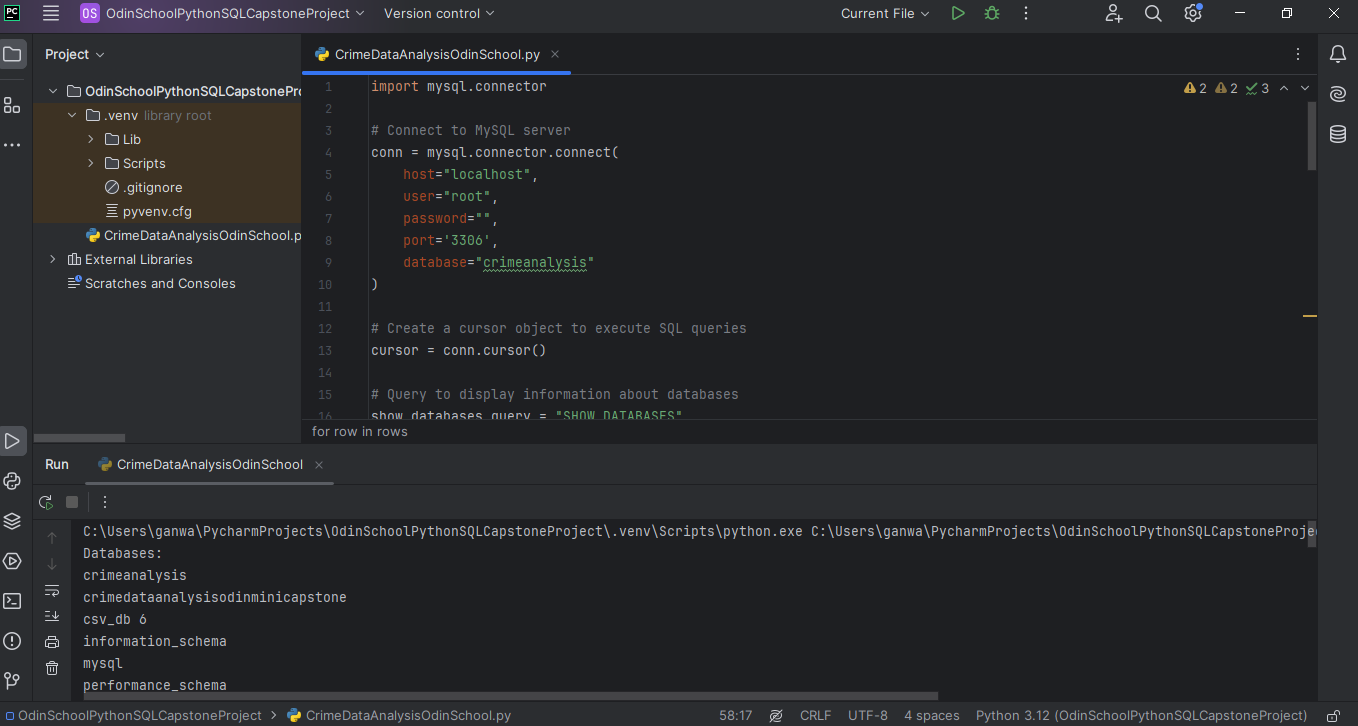 PC
OS OdinSchoolPythonSQLCapstoneProject Version control Current File
Project
CrimeDataAnalysisOdinSchool.py
OdinSchoolPythonSQLCapstonePro
.venv library root
Lib
Scripts
.gitignore
pyvenv.cfg
CrimeDataAnalysisOdinSchool.p
External Libraries
Scratches and Consoles
2 2 3
1 import mysql.connector
2
3 # Connect to MySQL server
4 conn = mysql.connector.connect(
5 host="localhost",
6 user="root",
7 password="",
8 port='3306',
9 database="crimeanalysis"
10 )
11
12 # Create a cursor object to execute SQL queries
13 cursor = conn.cursor()
14
15 # Query to display information about databases
16 show_databases_query = "SHOW DATABASES"
for row in rows
Run CrimeDataAnalysisOdinSchool
C:\Users\ganwa\PycharmProjects\OdinSchoolPythonSQLCapstoneProject\.venv\Scripts\python.exe C:\Users\ganwa\PycharmProjects\OdinSchoolPythonSQLCapstoneProje
Databases:
crimeanalysis
crimedataanalysisodinminicapstone
csv_db 6
information_schema
mysql
performance_schema
OdinSchoolPythonSQLCapstoneProject > CrimeDataAnalysisOdinSchool.py 58:17 CRLF UTF-8 4 spaces Python 3.12 (OdinSchoolPythonSQLCapstoneProject)